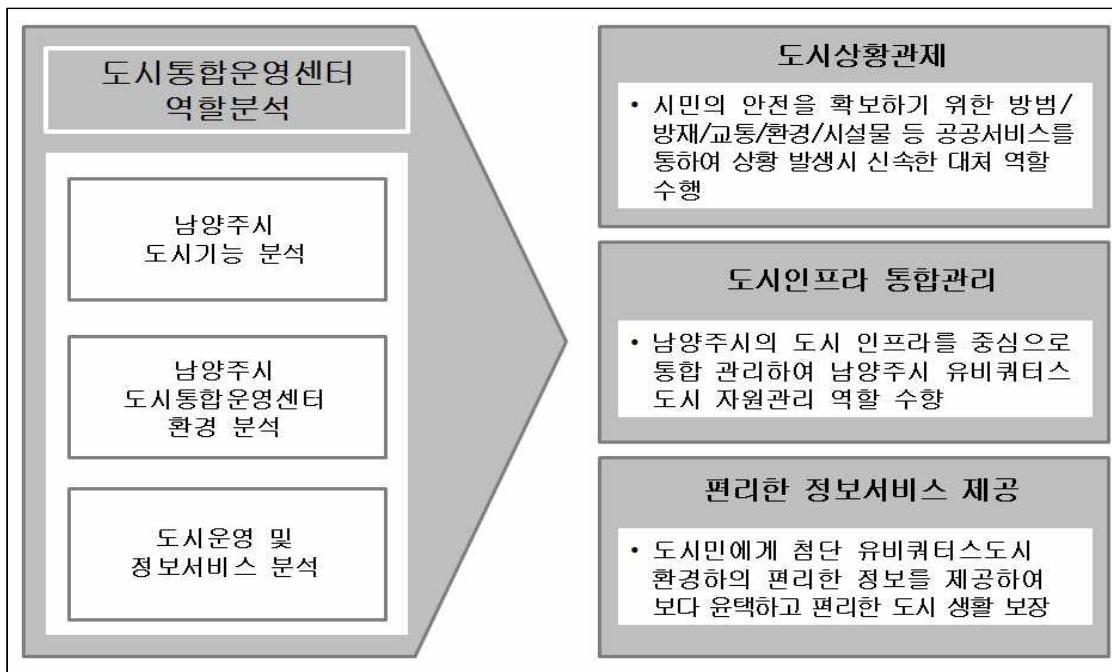 도시통합운영센터
역할분석
남양주시
도시기능 분석
남양주시
도시통합운영센터
환경 분석
도시운영 및
정보서비스 분석
도시상황관제
• 시민의 안전을 확보하기 위한 방범/
방재/교통/환경/시설물 등 공공서비스를
통하여 상황 발생시 신속한 대처 역할
수행
도시인프라 통합관리
• 남양주시의 도시 인프라를 중심으로
통합 관리하여 남양주시 유비쿼터스
도시 자원관리 역할 수향
편리한 정보서비스 제공
• 도시민에게 첨단 유비쿼터스도시
환경하의 편리한 정보를 제공하여
보다 윤택하고 편리한 도시 생활 보장